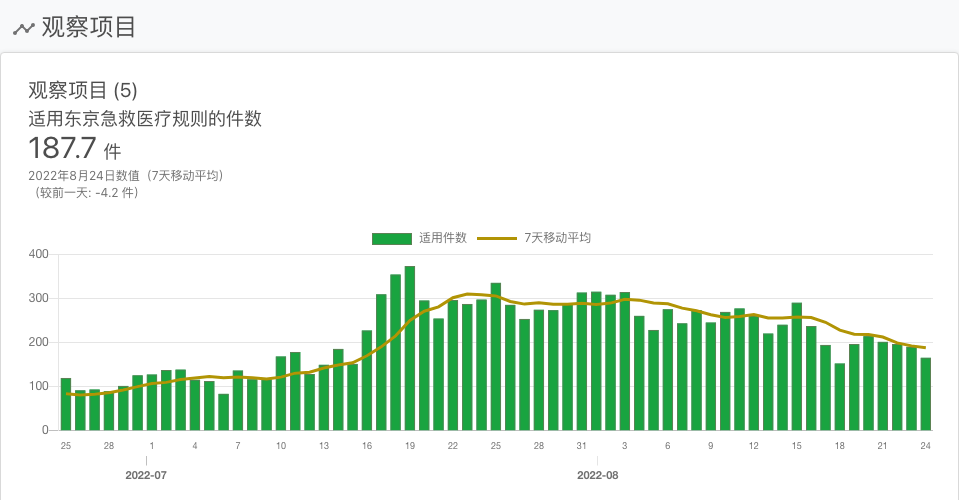 观察项目
观察项目 (5)
适用东京急救医疗规则的件数
187.7 件
2022年8月24日数值（7天移动平均）
（较前一天: -4.2 件）
适用件数 7天移动平均
400
300
200
100
0
25 28 1 4 7 10 13 16 19 22 25 28 31 3 6 9 12 15 18 21 24
2022-07 2022-08